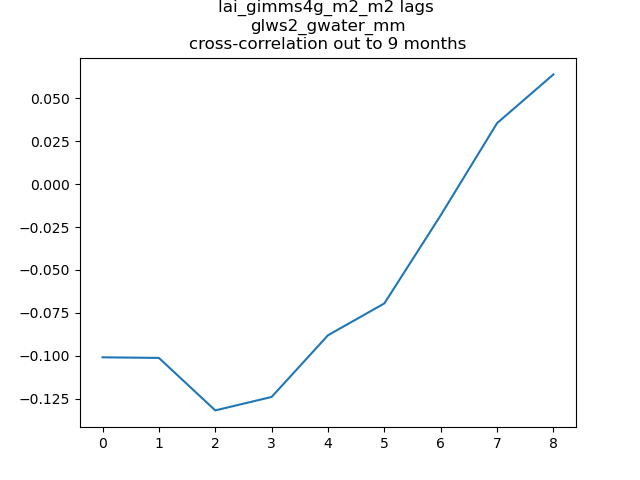 lai_gimms4g_m2_m2 lags
glws2_gwater_mm
cross-correlation out to 9 months
0.050
0.025
0.000
−0.025
−0.050
−0.075
−0.100
−0.125
0 1 2 3 4 5 6 7 8